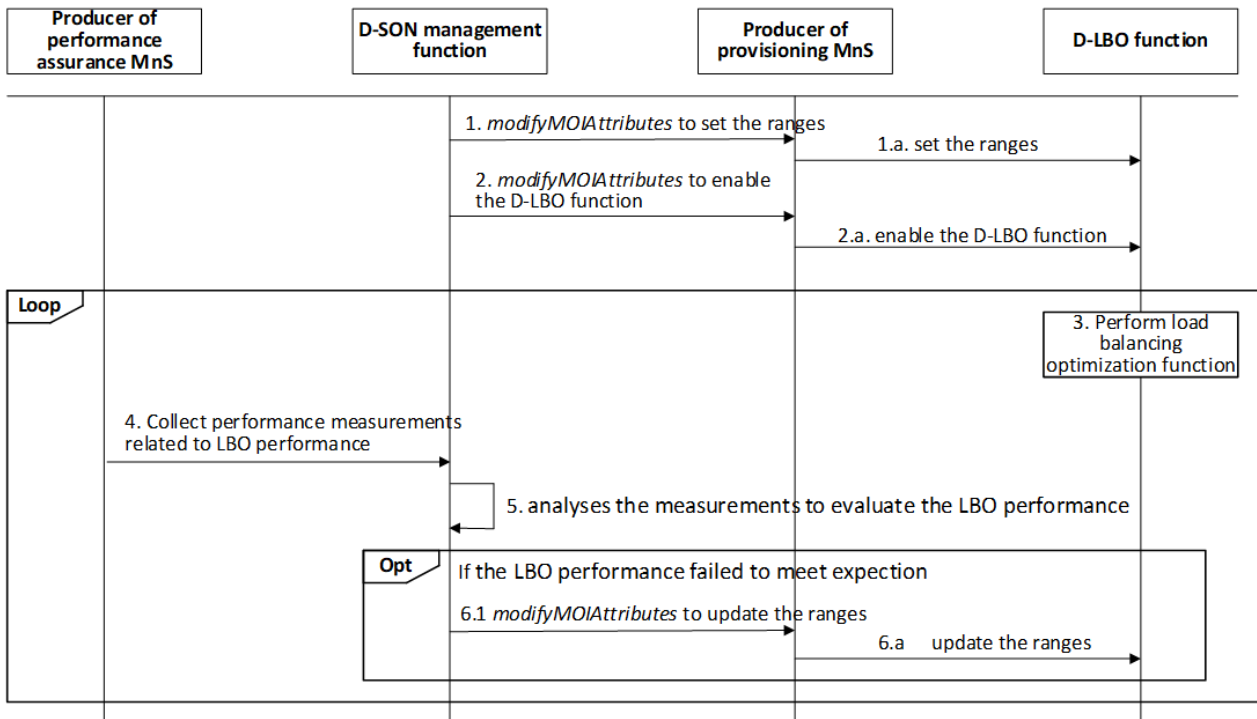 Producer of
performance
assurance MnS
D-SON management
function
Producer of
provisioning MnS
D-LBO function
1. modifyMOIAttributes to set the ranges
1.a. set the ranges
2. modifyMOIAttributes to enable
the D-LBO function
2.a. enable the D-LBO function
Loop
3. Perform load
balancing
optimization function
4. Collect performance measurements
related to LBO performance
5. analyses the measurements to evaluate the LBO performance
Opt
If the LBO performance failed to meet expection
6.1 modifyMOIAttributes to update the ranges
6.a update the ranges